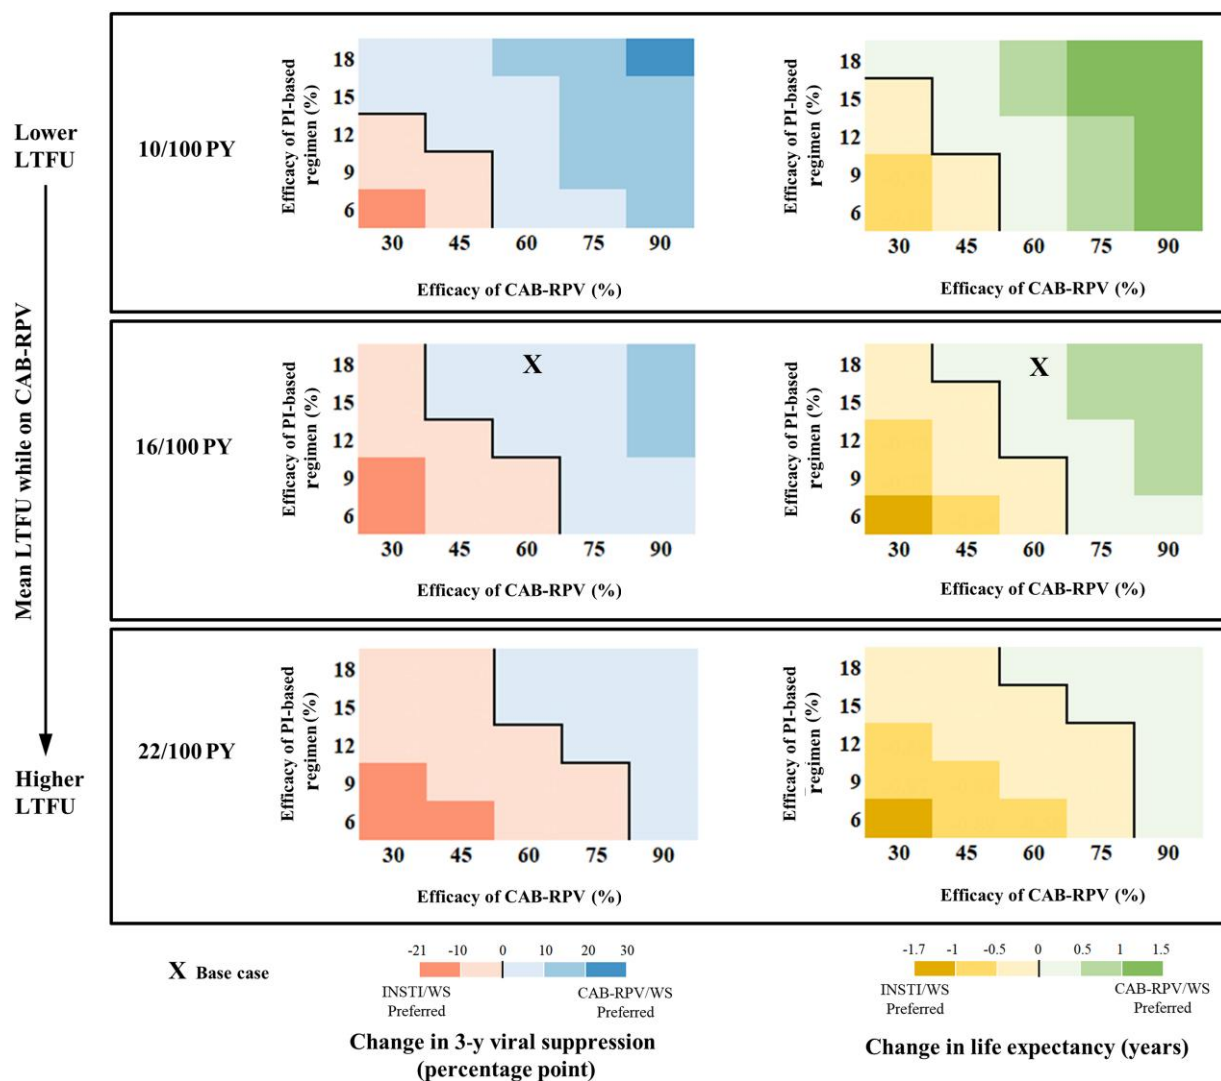 Lower
LTFU
Mean LTFU while on CAB-RPV
Higher
LTFU
10/100 PY
Efficacy of PI-based
regimen (%)
18
15
12
9
6
30 45 60 75 90
Efficacy of CAB-RPV (%)
Efficacy of PI-based
regimen (%)
18
15
12
9
6
30 45 60 75 90
Efficacy of CAB-RPV (%)
16/100 PY
Efficacy of PI-based
regimen (%)
18
15
12
9
6
X
30 45 60 75 90
Efficacy of CAB-RPV (%)
Efficacy of PI-based
regimen (%)
18
15
12
9
6
X
30 45 60 75 90
Efficacy of CAB-RPV (%)
22/100 PY
Efficacy of PI-based
regimen (%)
18
15
12
9
6
30 45 60 75 90
Efficacy of CAB-RPV (%)
Efficacy of PI-based
regimen (%)
18
15
12
9
6
30 45 60 75 90
Efficacy of CAB-RPV (%)
X Base case
-21 -10 0 10 20 30
INSTI/WS
Preferred
CAB-RPV/WS
Preferred
Change in 3-y viral suppression
(percentage point)
-1.7 -1 -0.5 0 0.5 1 1.5
INSTI/WS
Preferred
CAB-RPV/WS
Preferred
Change in life expectancy (years)